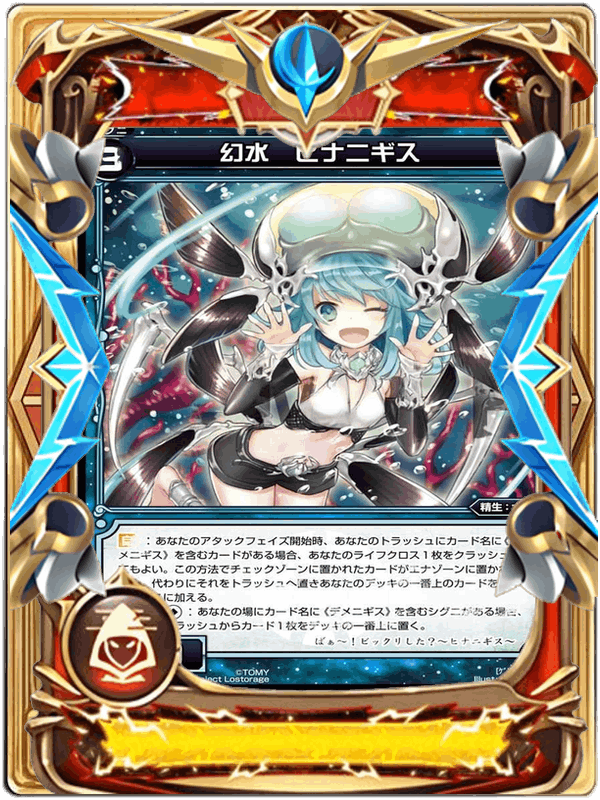 3
幻水 ヒナニギス
精生:
:あなたのアタックフェイズ開始時、あなたのトラッシュにカード名に《
メニギス》を含むカードがある場合、あなたのライフクロス1枚をクラッシュ
てもよい。この方法でチェックゾーンに置かれたカードがエナゾーンに置か
代わりにそれをトラッシュへ置きあなたのデッキの一番上のカードを
に加える。
:あなたの場にカード名に《デメニギス》を含むシグニがある場合、
ラッシュからカード1枚をデッキの一番上に置く。
ばぁ~!ビックリした?~ヒナニギス~
©TOMY
ject Lostorage
Illust